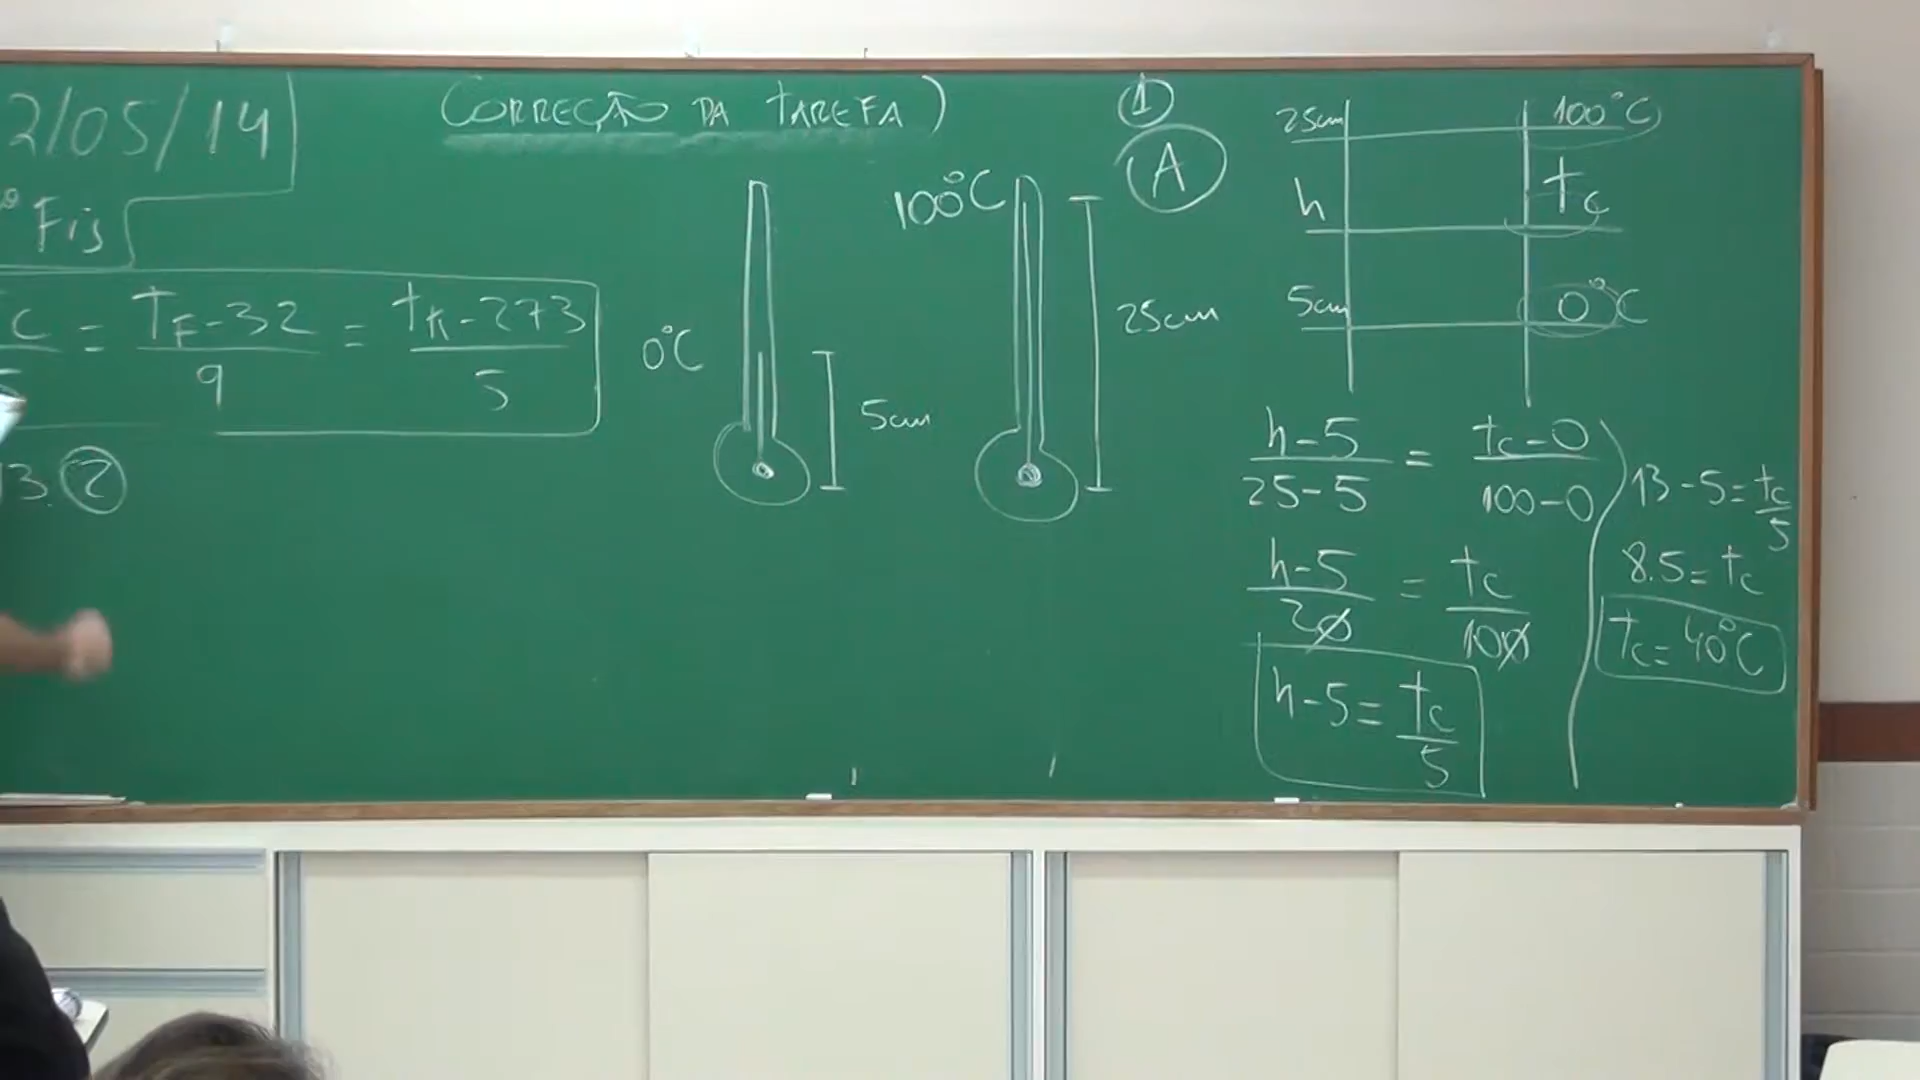 2/05/14
º Fis
(CORREÇÃO DA TAREFA)
C = TF-32/9 = TK-273/5
3. 2
0°C
5cm
100°C
25cm
1
A
25cm 100°C
h tc
5cm 0°C
h-5/25-5 = tc-0/100-0
h-5/20 = tc/100
h-5 = tc/5
13-5 = tc/5
8.5 = tc
Tc = 40°C